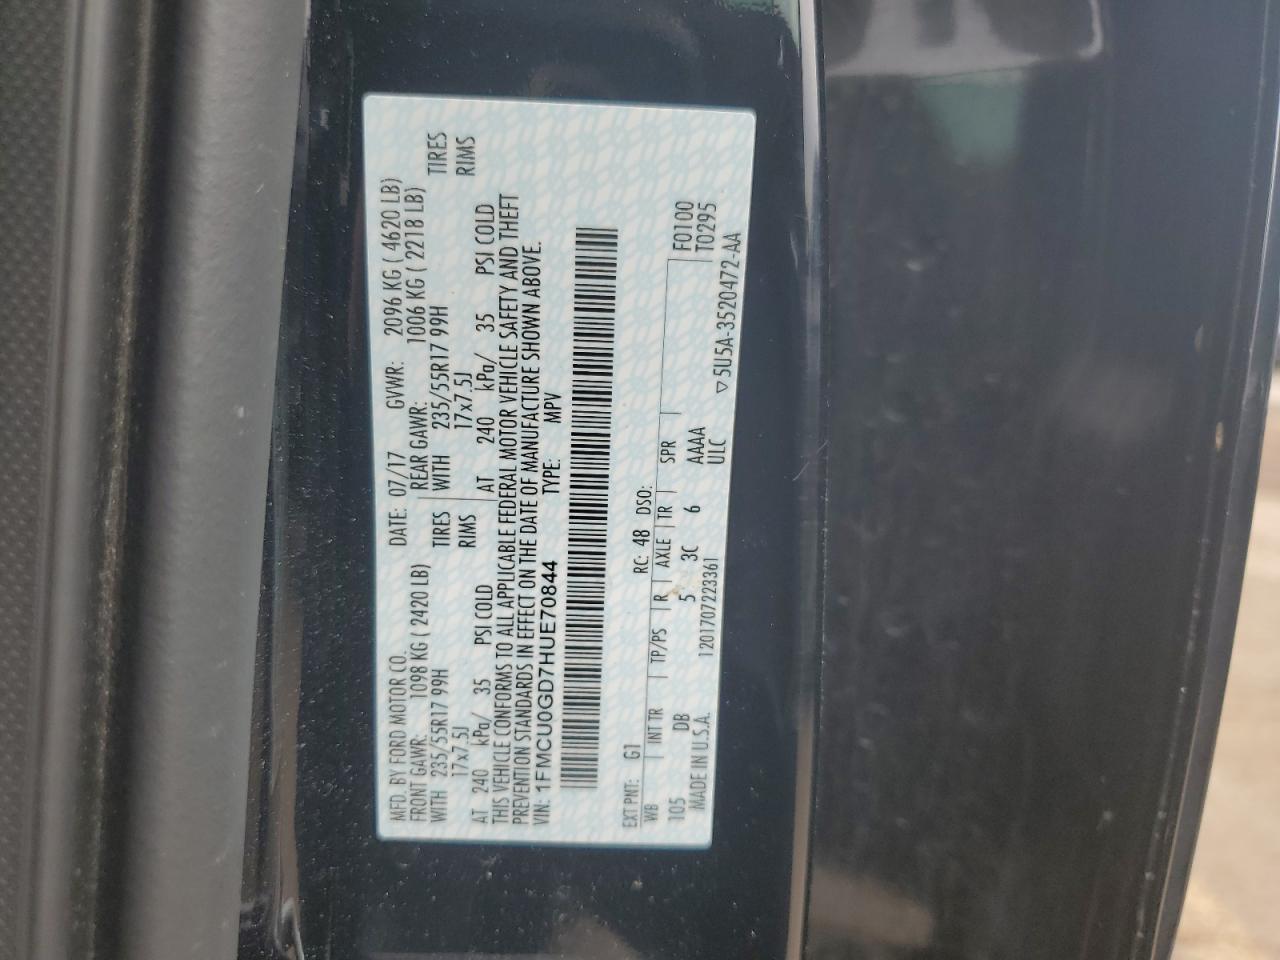 MFD. BY FORD MOTOR CO. DATE: 07/17 GVWR: 2096 KG ( 4620 LB)
FRONT GAWR: 1098 KG ( 2420 LB) REAR GAWR: 1006 KG ( 2218 LB)
WITH 235/55R17 99H TIRES WITH 235/55R17 99H TIRES
17x7.5J RIMS 17x7.5J RIMS
AT 240 kPa/ 35 PSI COLD AT 240 kPa/ 35 PSI COLD
THIS VEHICLE CONFORMS TO ALL APPLICABLE FEDERAL MOTOR VEHICLE SAFETY AND THEFT
PREVENTION STANDARDS IN EFFECT ON THE DATE OF MANUFACTURE SHOWN ABOVE.
VIN: 1FMCU0GD7HUE70844 TYPE: MPV
EXT PNT: G1 RC: 48 DSO: F0100
WB INT TR TP/PS R AXLE TR SPR T0295
105 DB 5 3C 6 AAAA
MADE IN U.S.A. 1201707223361 ULC
▽5U5A-3520472-AA